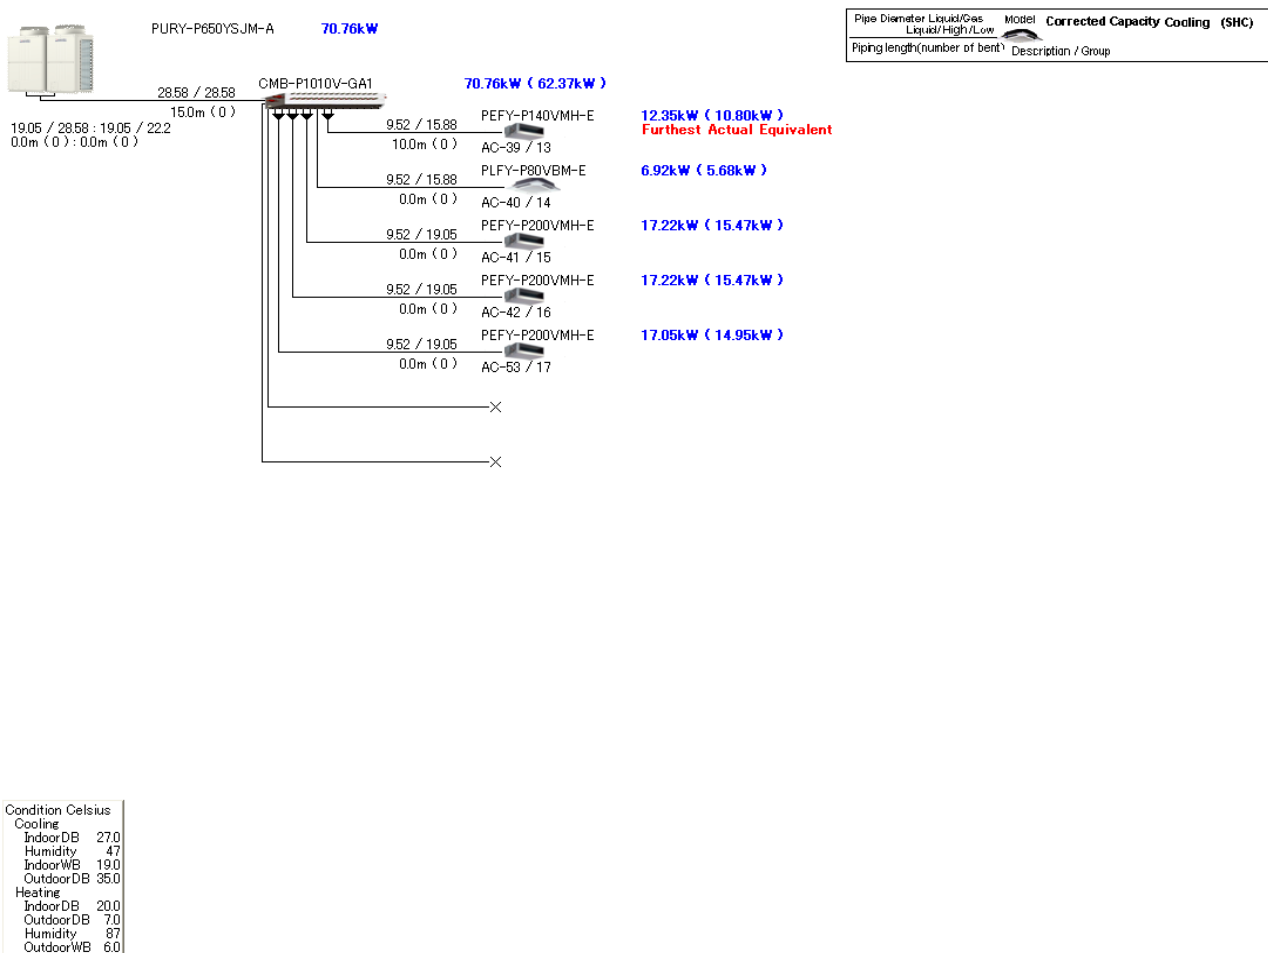 PURY-P650YSJM-A 70.76kW
Pipe Diameter Liquid/Gas Model Corrected Capacity Cooling (SHC)
Liquid/High/Low
Piping length(number of bent) Description / Group
CMB-P1010V-GA1 70.76kW ( 62.37kW )
28.58 / 28.58
15.0m ( 0 )
19.05 / 28.58 : 19.05 / 22.2
0.0m ( 0 ) : 0.0m ( 0 )
PEFY-P140VMH-E 12.35kW ( 10.80kW )
9.52 / 15.88 Furthest Actual Equivalent
10.0m ( 0 ) AC-39 / 13
PLFY-P80VBM-E 6.92kW ( 5.68kW )
9.52 / 15.88
0.0m ( 0 ) AC-40 / 14
PEFY-P200VMH-E 17.22kW ( 15.47kW )
9.52 / 19.05
0.0m ( 0 ) AC-41 / 15
PEFY-P200VMH-E 17.22kW ( 15.47kW )
9.52 / 19.05
0.0m ( 0 ) AC-42 / 16
PEFY-P200VMH-E 17.05kW ( 14.95kW )
9.52 / 19.05
0.0m ( 0 ) AC-53 / 17
Condition Celsius
Cooling
IndoorDB 27.0
Humidity 47
IndoorWB 19.0
OutdoorDB 35.0
Heating
IndoorDB 20.0
OutdoorDB 7.0
Humidity 87
OutdoorWB 6.0